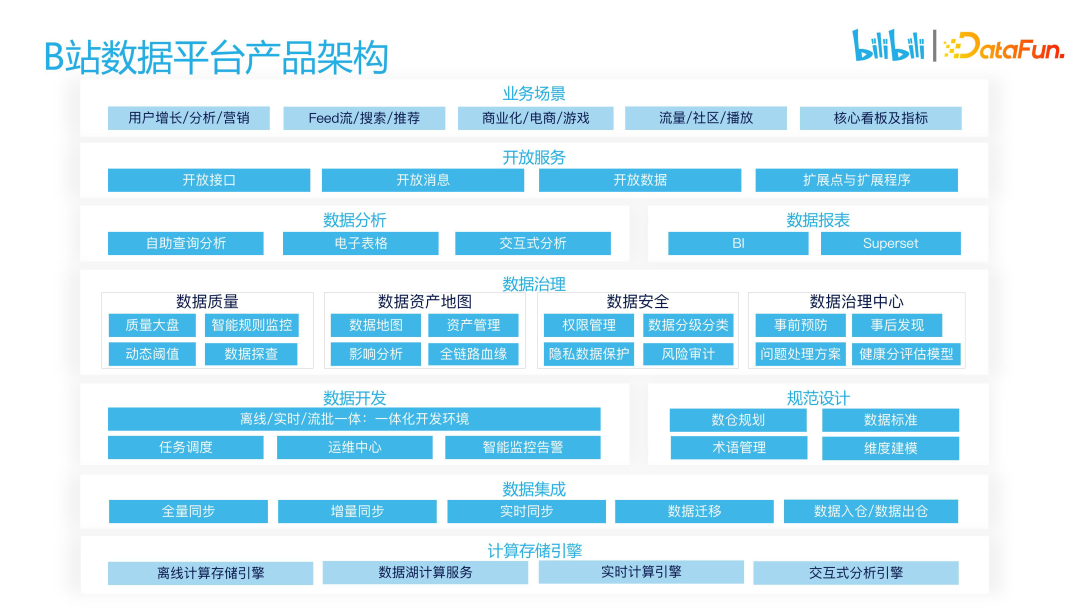 B站数据平台产品架构
bilibili
DataFun.
业务场景
用户增长/分析/营销
Feed流/搜索/推荐
商业化/电商/游戏
流量/社区/播放
核心看板及指标
开放服务
开放接口
开放消息
开放数据
扩展点与扩展程序
数据分析
自助查询分析
电子表格
交互式分析
数据报表
BI
Superset
数据治理
数据质量
质量大盘
智能规则监控
动态阈值
数据探查
数据资产地图
数据地图
资产管理
影响分析
全链路血缘
数据安全
权限管理
数据分级分类
隐私数据保护
风险审计
数据治理中心
事前预防
事后发现
问题处理方案
健康分评估模型
数据开发
离线/实时/流批一体：一体化开发环境
任务调度
运维中心
智能监控告警
规范设计
数仓规划
数据标准
术语管理
维度建模
数据集成
全量同步
增量同步
实时同步
数据迁移
数据入仓/数据出仓
计算存储引擎
离线计算存储引擎
数据湖计算服务
实时计算引擎
交互式分析引擎